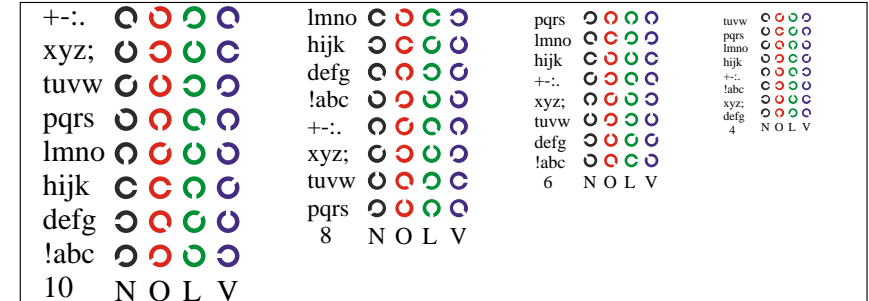 +-:.
xyz;
tuvw
pqrs
lmno
hijk
defg
!abc
10 N O L V
lmno
hijk
defg
!abc
+-:.
xyz;
tuvw
pqrs
8 N O L V
pqrs
lmno
hijk
+-:.
xyz;
tuvw
defg
!abc
6 N O L V
tuvw
pqrs
lmno
hijk
+-:.
!abc
xyz;
defg
4 N O L V